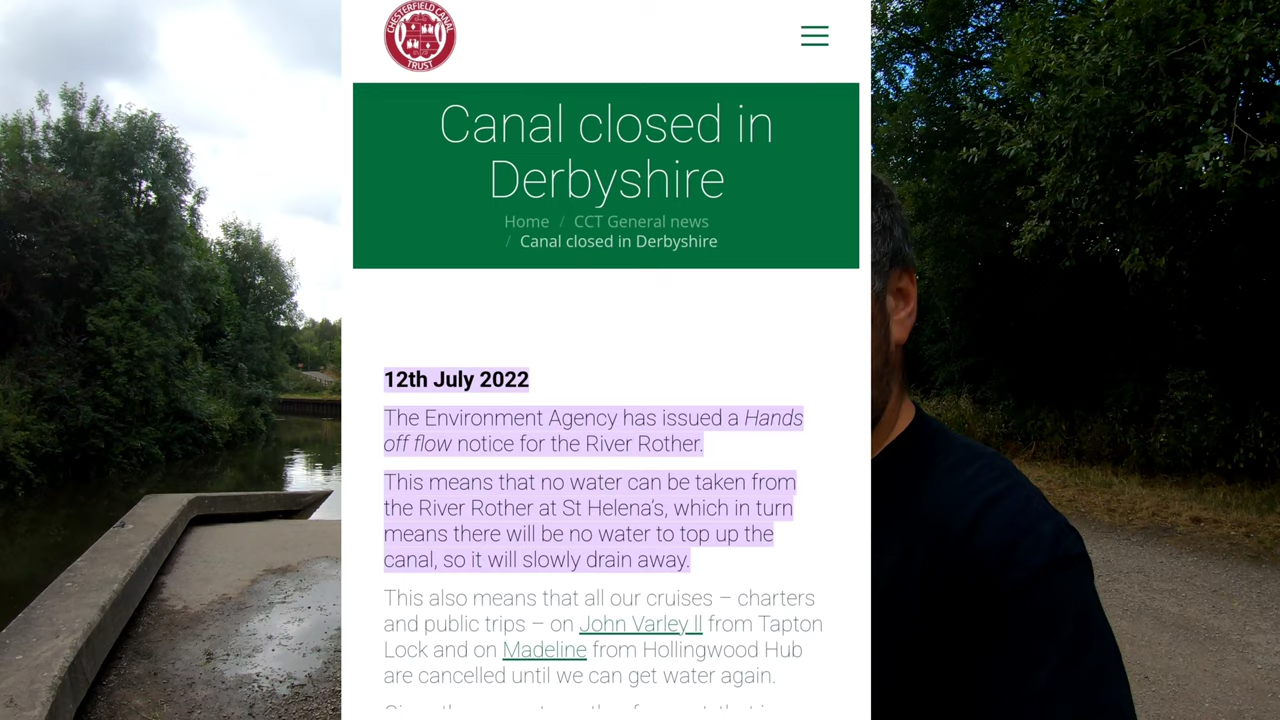 CHESTERFIELD CANAL
TRUST
Canal closed in
Derbyshire
Home / CCT General news
/ Canal closed in Derbyshire
12th July 2022
The Environment Agency has issued a Hands
off flow notice for the River Rother.
This means that no water can be taken from
the River Rother at St Helena's, which in turn
means there will be no water to top up the
canal, so it will slowly drain away.
This also means that all our cruises – charters
and public trips – on John Varley ll from Tapton
Lock and on Madeline from Hollingwood Hub
are cancelled until we can get water again.